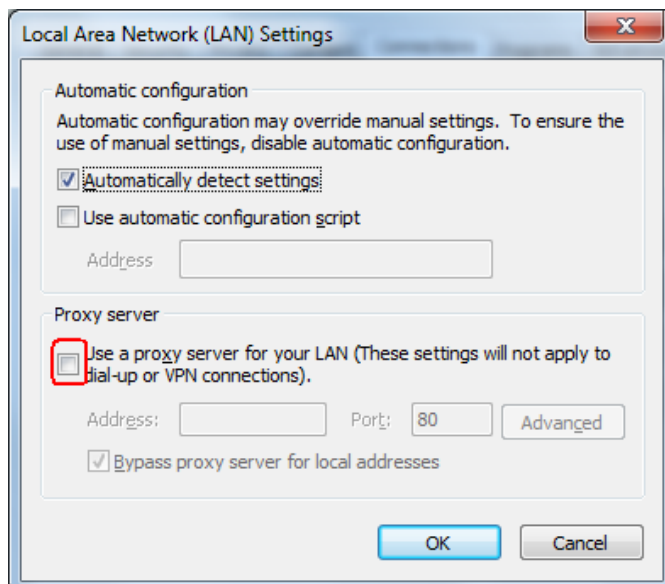 Local Area Network (LAN) Settings
Connections
Automatic configuration
Automatic configuration may override manual settings. To ensure the
use of manual settings, disable automatic configuration.
Automatically detect settings
Use automatic configuration script
Address
Proxy server
Use a proxy server for your LAN (These settings will not apply to
dial-up or VPN connections).
Address:
Port: 80
Advanced
Bypass proxy server for local addresses
OK
Cancel